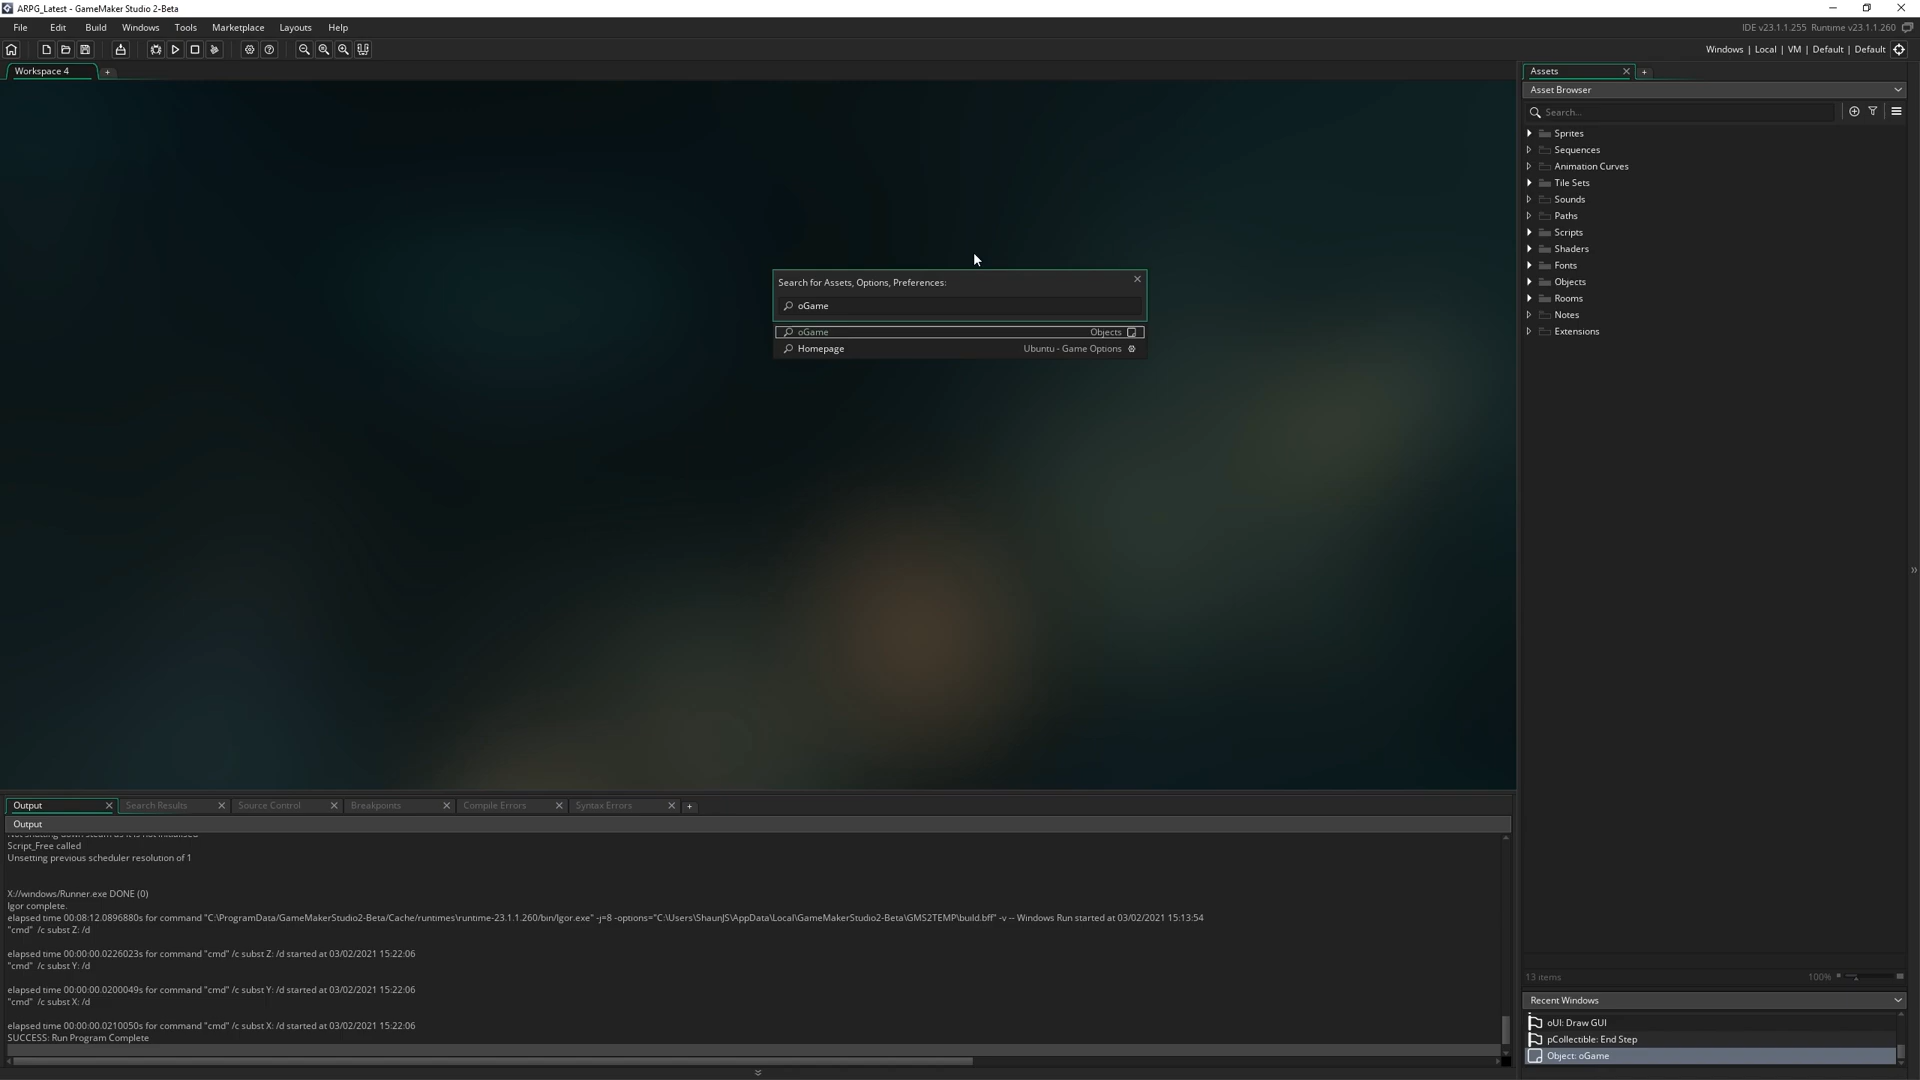 ARPG_Latest - GameMaker Studio 2-Beta
File Edit Build Windows Tools Marketplace Layouts Help
IDE v23.1.1.255 Runtime v23.1.1.260
Windows | Local | VM | Default | Default
Workspace 4
Assets
Asset Browser
Search...
Sprites
Sequences
Animation Curves
Tile Sets
Sounds
Paths
Scripts
Shaders
Fonts
Objects
Rooms
Notes
Extensions
Search for Assets, Options, Preferences:
oGame
oGame Objects
Homepage Ubuntu - Game Options
13 items 100%
Recent Windows
oUI: Draw GUI
pCollectible: End Step
Object: oGame
Output Search Results Source Control Breakpoints Compile Errors Syntax Errors
Output
Not shutting down steam as it is not initialised
Script_Free called
Unsetting previous scheduler resolution of 1
X://windows/Runner.exe DONE (0)
Igor complete.
elapsed time 00:08:12.0896880s for command "C:\ProgramData/GameMakerStudio2-Beta/Cache/runtimes\runtime-23.1.1.260/bin/Igor.exe" -j=8 -options="C:\Users\ShaunJS\AppData\Local\GameMakerStudio2-Beta\GMS2TEMP\build.bff" -v -- Windows Run started at 03/02/2021 15:13:54
"cmd"  /c subst Z: /d
elapsed time 00:00:00.0226023s for command "cmd" /c subst Z: /d started at 03/02/2021 15:22:06
"cmd"  /c subst Y: /d
elapsed time 00:00:00.0200049s for command "cmd" /c subst Y: /d started at 03/02/2021 15:22:06
"cmd"  /c subst X: /d
elapsed time 00:00:00.0210050s for command "cmd" /c subst X: /d started at 03/02/2021 15:22:06
SUCCESS: Run Program Complete